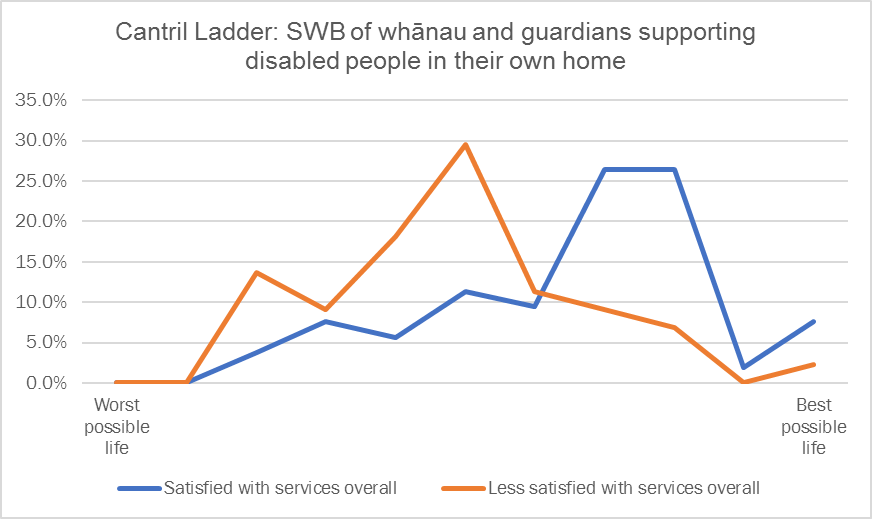 Cantril Ladder: SWB of whānau and guardians supporting
disabled people in their own home
35.0%
30.0%
25.0%
20.0%
15.0%
10.0%
5.0%
0.0%
Worst
possible
life
Best
possible
life
Satisfied with services overall
Less satisfied with services overall